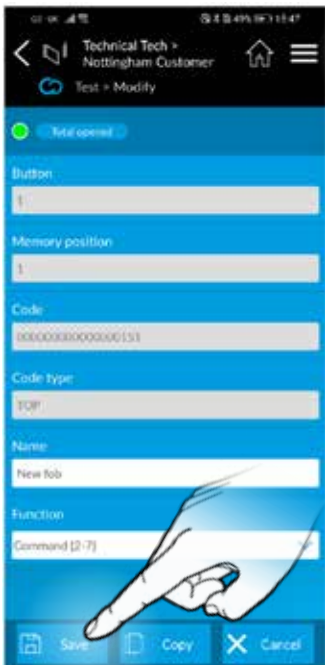 Technical Tech >
Nottingham Customer
Test > Modify
Total opened
Button
1
Memory position
1
Code
Code type
TOP
Name
New fob
Function
Command [2-7]
Save
Copy
Cancel